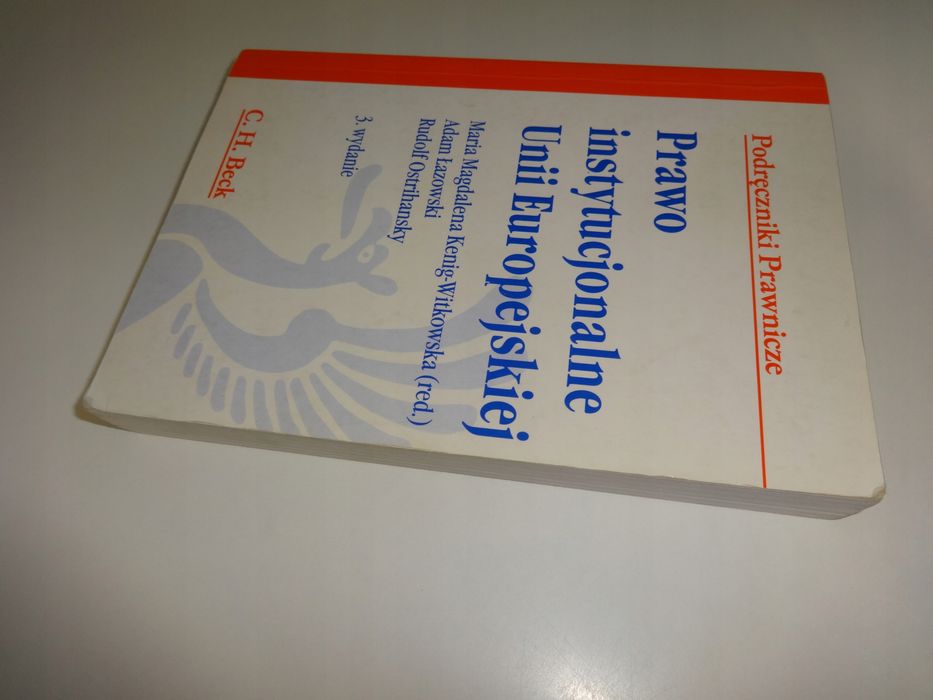 Podręczniki Prawnicze
Prawo
instytucjonalne
Unii Europejskiej
Maria Magdalena Kenig-Witkowska (red.)
Adam Łazowski
Rudolf Ostrihansky
3. wydanie
C. H. Beck